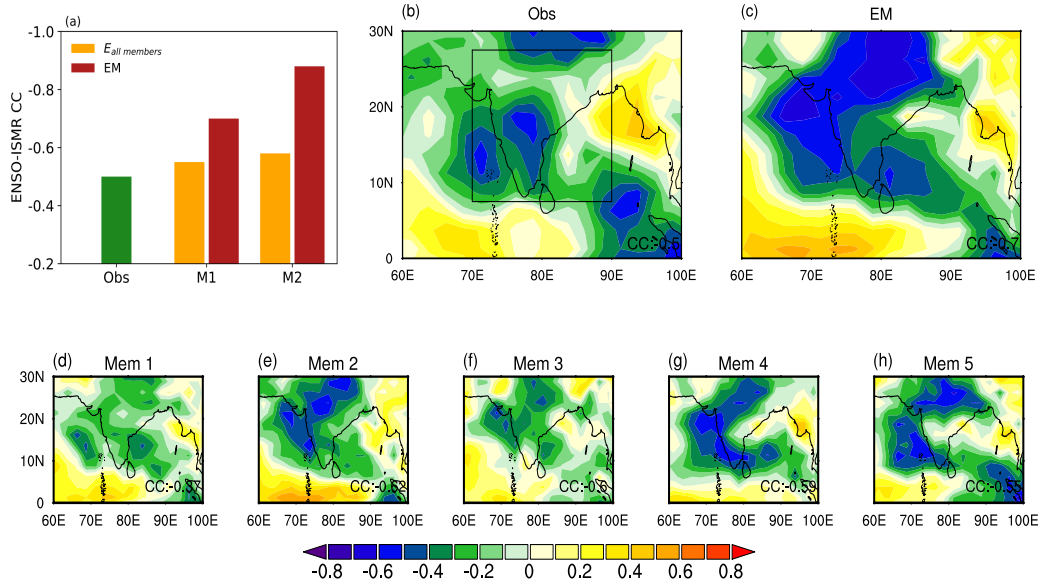 (a)
-1.0
-0.8
-0.6
-0.4
-0.2
ENSO-ISMR CC
E all members
EM
Obs M1 M2
(b) Obs
30N
20N
10N
0
60E 70E 80E 90E 100E
CC:-0.5
(c) EM
60E 70E 80E 90E 100E
CC:-0.7
(d) Mem 1
30N
20N
10N
0
60E 70E 80E 90E 100E
CC:-0.37
(e) Mem 2
60E 70E 80E 90E 100E
CC:-0.62
(f) Mem 3
60E 70E 80E 90E 100E
CC:-0.6
(g) Mem 4
60E 70E 80E 90E 100E
CC:-0.59
(h) Mem 5
60E 70E 80E 90E 100E
-0.8 -0.6 -0.4 -0.2 0 0.2 0.4 0.6 0.8